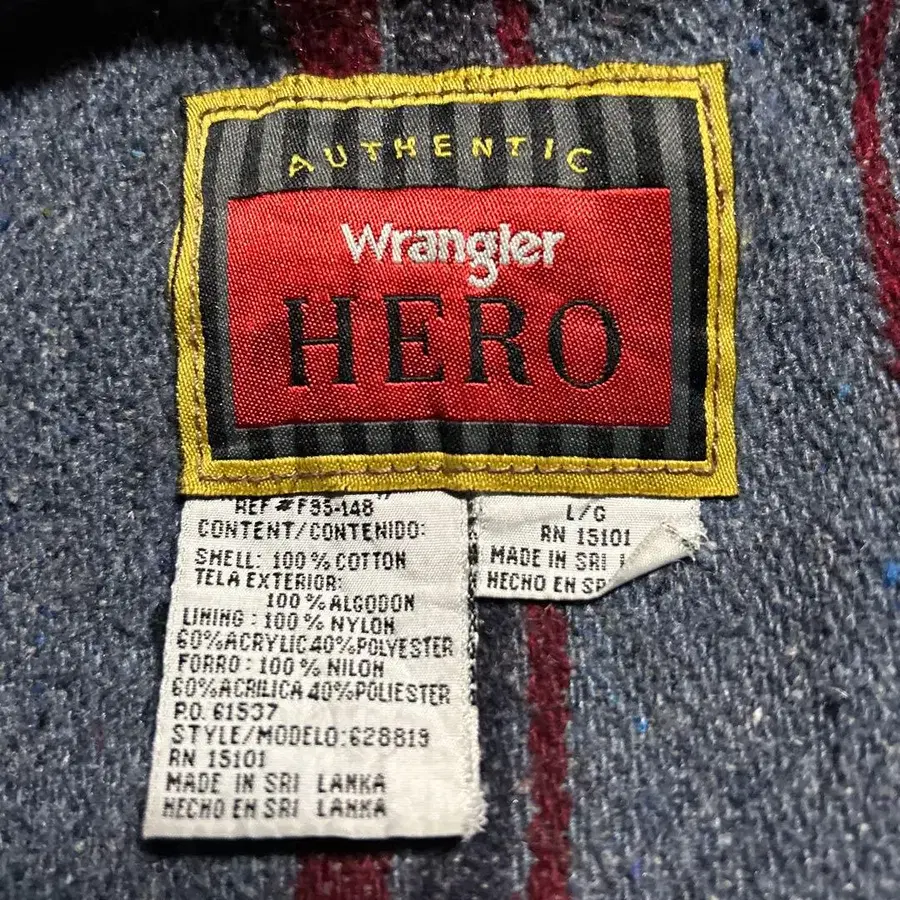 AUTHENTIC
Wrangler
HERO
REF #F95-148"
CONTENT/CONTENIDO:
SHELL: 100% COTTON
TELA EXTERIOR:
100% ALGODON
LINING: 100% NYLON
60% ACRYLIC 40% POLYESTER
FORRO: 100% NILON
60% ACRILICA 40% POLIESTER
P.O. 61537
STYLE/MODELO: 628819
RN 15101
MADE IN SRI LANKA
HECHO EN SRI LANKA
L/G
RN 15101
MADE IN SRI
HECHO EN